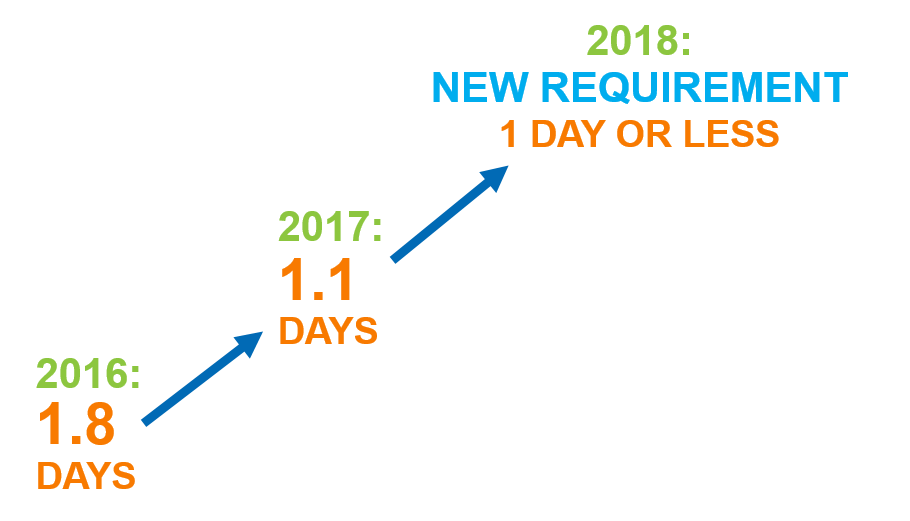 2018:
NEW REQUIREMENT
1 DAY OR LESS
2017:
1.1
DAYS
2016:
1.8
DAYS